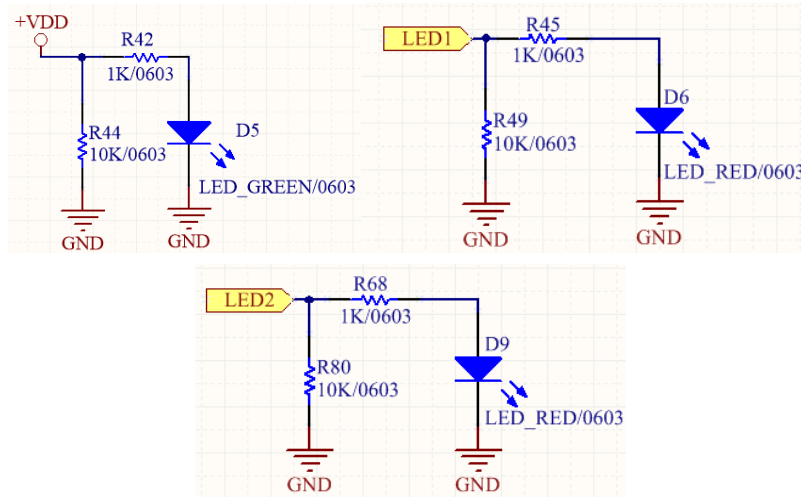 +VDD
R42
1K/0603
R44
10K/0603
D5
LED_GREEN/0603
GND
GND
LED1
R45
1K/0603
R49
10K/0603
D6
LED_RED/0603
GND
GND
LED2
R68
1K/0603
R80
10K/0603
D9
LED_RED/0603
GND
GND